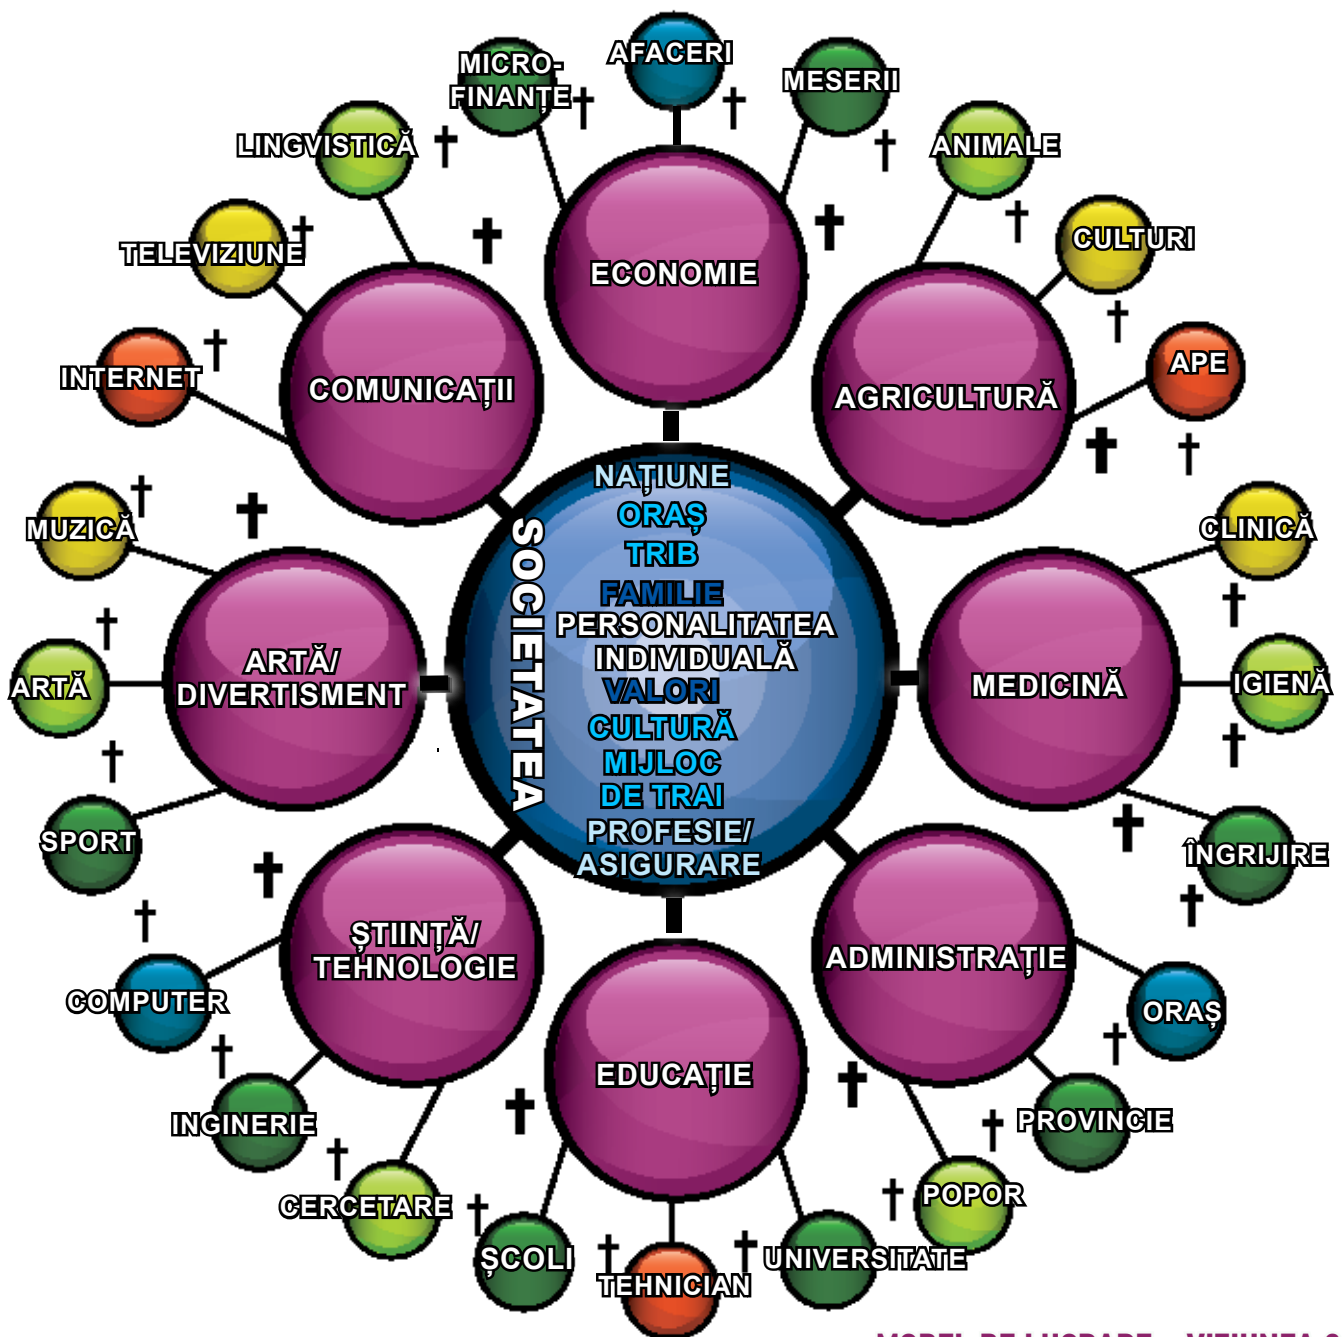 AFACERI
MICRO-
FINANȚE
MESERII
LINGVISTICĂ
ANIMALE
TELEVIZIUNE
CULTURI
ECONOMIE
INTERNET
APE
COMUNICAȚII
AGRICULTURĂ
MUZICĂ
CLINICĂ
SOCIETATEA
NAȚIUNE
ORAȘ
TRIB
FAMILIE
PERSONALITATEA
INDIVIDUALĂ
VALORI
CULTURĂ
MIJLOC
DE TRAI
PROFESIE/
ASIGURARE
ARTĂ/
DIVERTISMENT
ARTĂ
MEDICINĂ
IGIENĂ
SPORT
ÎNGRIJIRE
ȘTIINȚĂ/
TEHNOLOGIE
ADMINISTRAȚIE
COMPUTER
ORAȘ
EDUCAȚIE
INGINERIE
PROVINCIE
CERCETARE
POPOR
ȘCOLI
TEHNICIAN
UNIVERSITATE